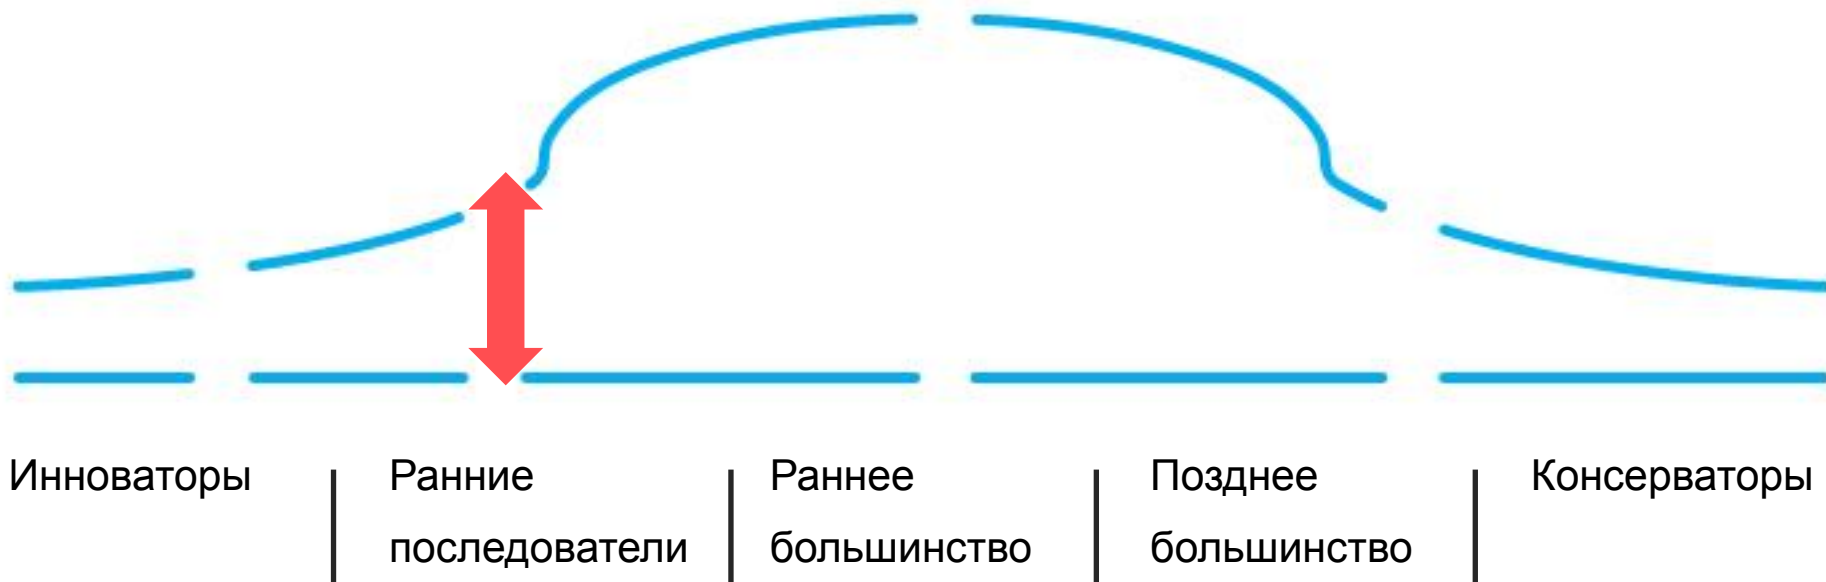 Инноваторы
Ранние
последователи
Раннее
большинство
Позднее
большинство
Консерваторы